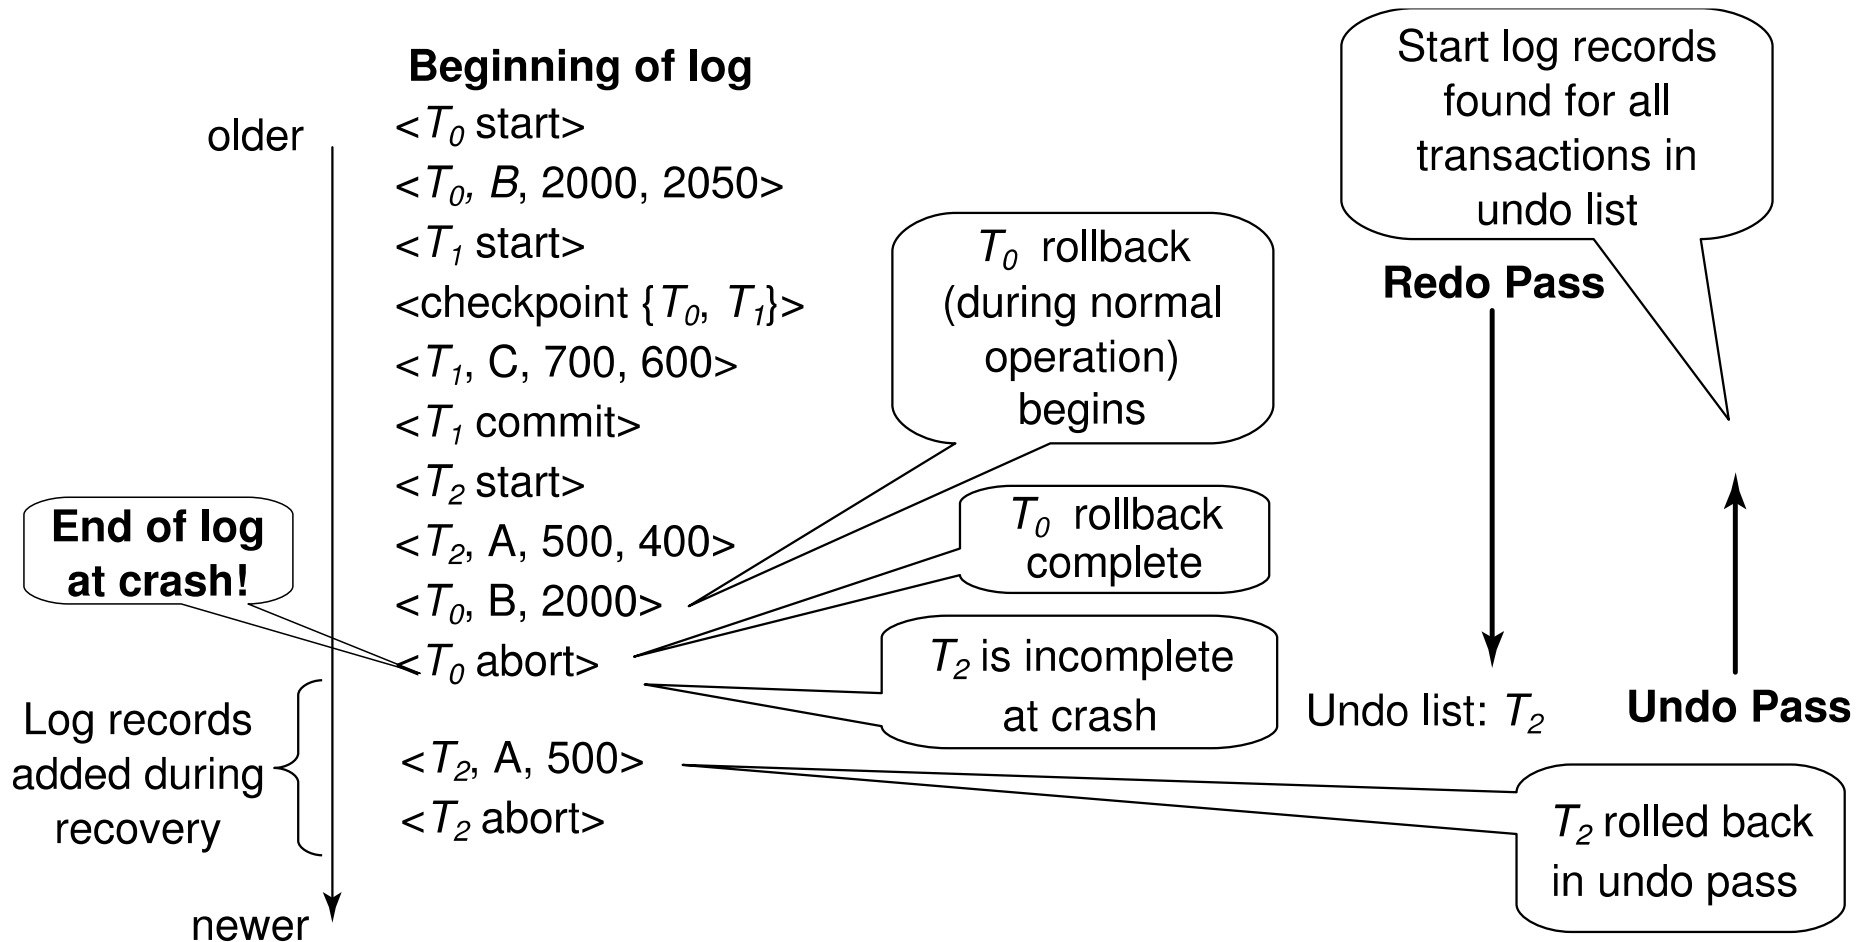 Beginning of log
older
<T0 start>
<T0, B, 2000, 2050>
<T1 start>
<checkpoint {T0, T1}>
<T1, C, 700, 600>
<T1 commit>
<T2 start>
<T2, A, 500, 400>
<T0, B, 2000>
<T0 abort>
<T2, A, 500>
<T2 abort>
newer
End of log
at crash!
Log records
added during
recovery
T0 rollback
(during normal
operation)
begins
T0 rollback
complete
T2 is incomplete
at crash
Start log records
found for all
transactions in
undo list
Redo Pass
Undo list: T2
Undo Pass
T2 rolled back
in undo pass